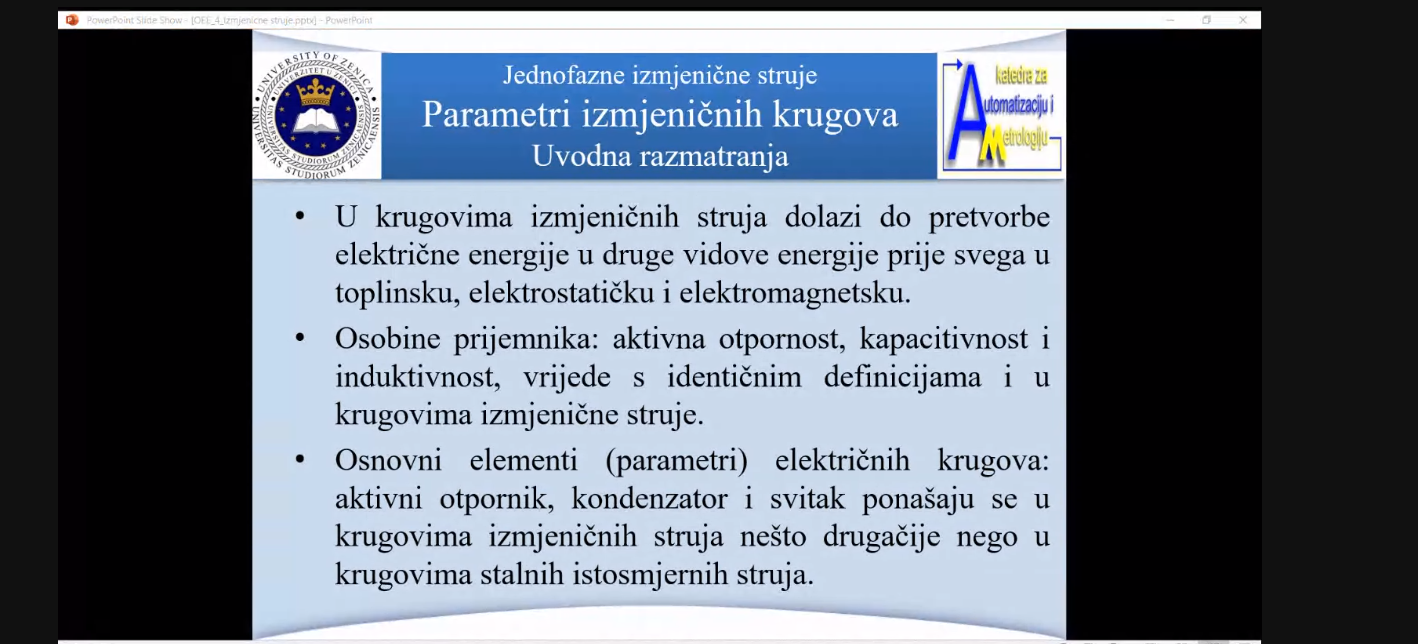 PowerPoint Slide Show - [OEE_4_Izmjenicne struje.pptx] - PowerPoint
UNIVERSITY OF ZENICA
UNIVERZITET U ZENICI
UNIVERSITAS STUDIORUM ZENICAENSIS
Jednofazne izmjenične struje
Parametri izmjeničnih krugova
Uvodna razmatranja
katedra za
Automatizaciju i
Metrologiju
• U krugovima izmjeničnih struja dolazi do pretvorbe
električne energije u druge vidove energije prije svega u
toplinsku, elektrostatičku i elektromagnetsku.
• Osobine prijemnika: aktivna otpornost, kapacitivnost i
induktivnost, vrijede s identičnim definicijama i u
krugovima izmjenične struje.
• Osnovni elementi (parametri) električnih krugova:
aktivni otpornik, kondenzator i svitak ponašaju se u
krugovima izmjeničnih struja nešto drugačije nego u
krugovima stalnih istosmjernih struja.